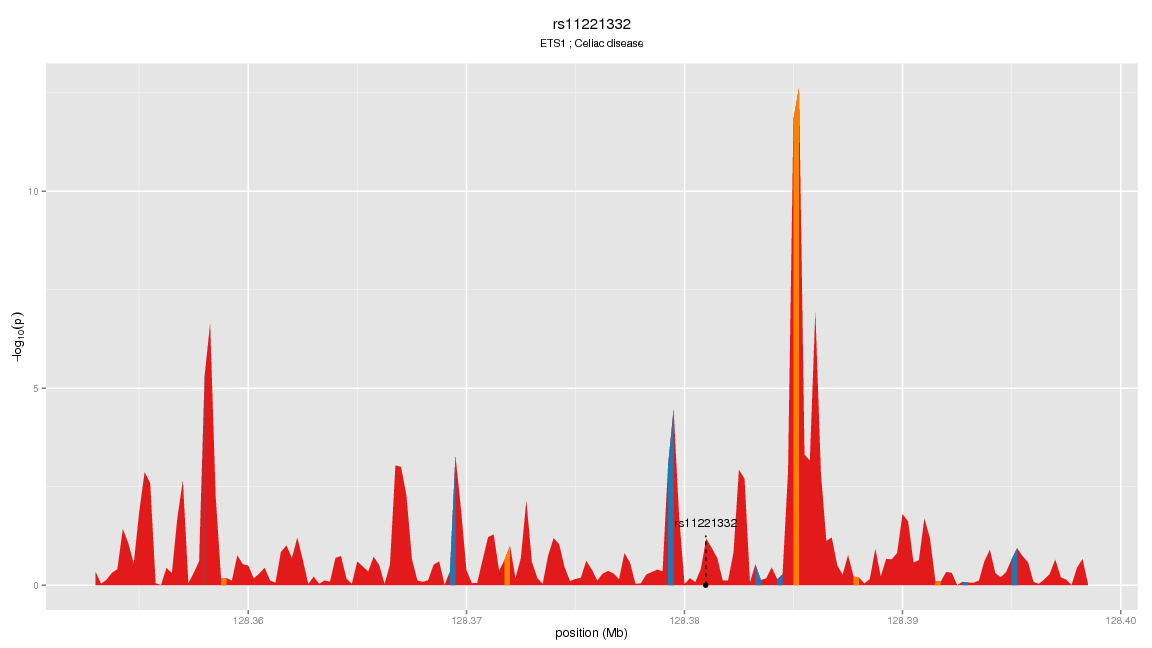 rs11221332
ETS1 ; Celiac disease
−log10(p)
10
5
0
rs11221332
128.36
128.37
128.38
128.39
128.40
position (Mb)